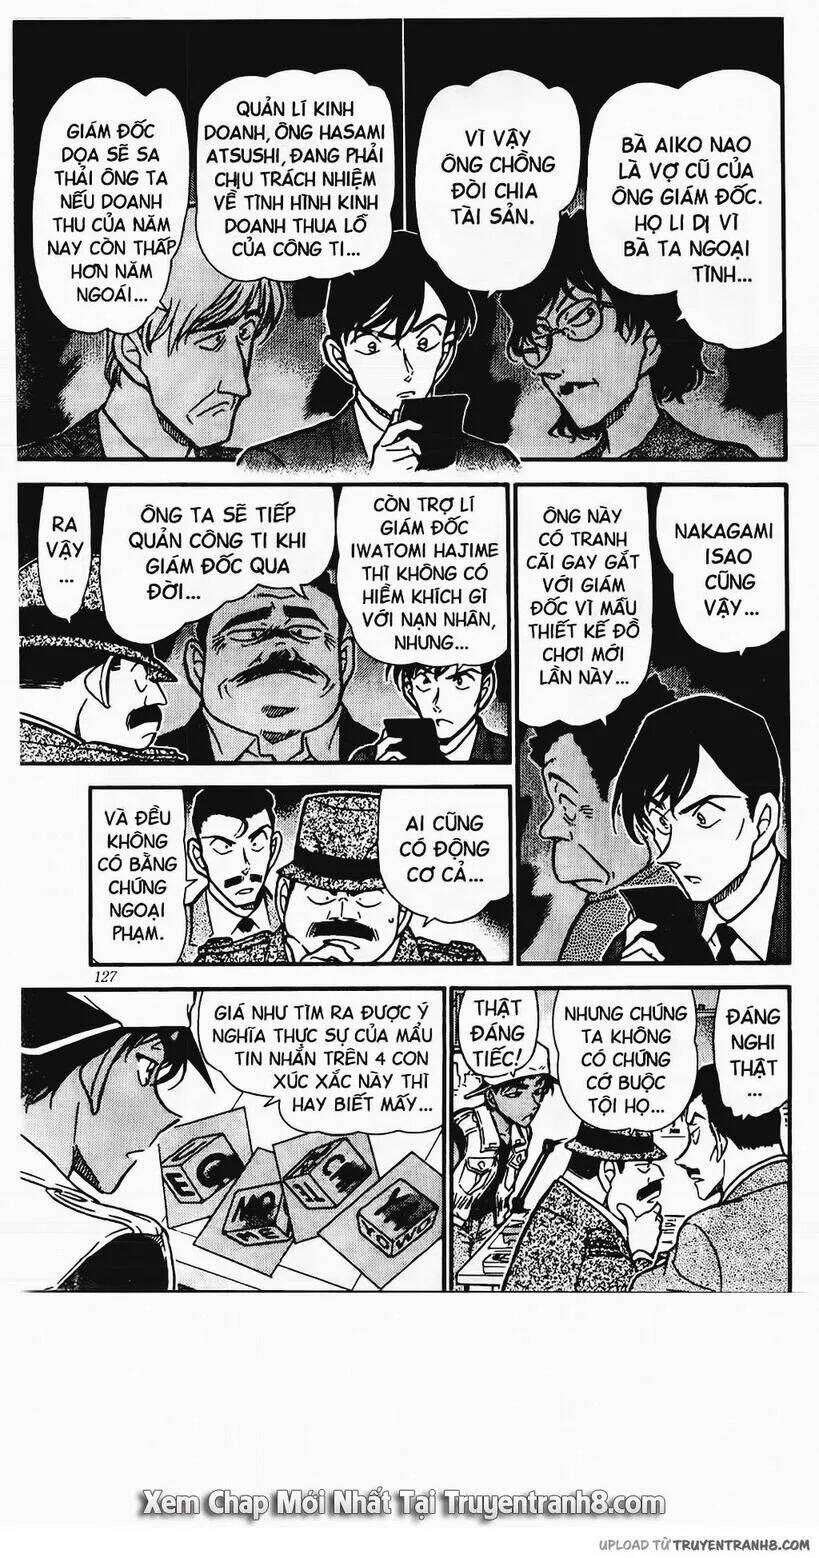 BÀ AIKO NAO
LÀ VỢ CŨ CỦA
ÔNG GIÁM ĐỐC.
HỌ LI DỊ VÌ
BÀ TA NGOẠI
TÌNH...
VÌ VẬY
ÔNG CHỒNG
ĐÒI CHIA
TÀI SẢN.
QUẢN LÍ KINH
DOANH, ÔNG HASAMI
ATSUSHI, ĐANG PHẢI
CHỊU TRÁCH NHIỆM
VỀ TÌNH HÌNH KINH
DOANH THUA LỖ
CỦA CÔNG TI...
GIÁM ĐỐC
DỌA SẼ SA
THẢI ÔNG TA
NẾU DOANH
THU CỦA NĂM
NAY CÒN THẤP
HƠN NĂM
NGOÁI...
NAKAGAMI
ISAO
CŨNG
VẬY...
ÔNG NÀY
CÓ TRANH
CÃI GAY GẮT
VỚI GIÁM
ĐỐC VÌ MẪU
THIẾT KẾ ĐỒ
CHƠI MỚI
LẦN NÀY...
CÒN TRỢ LÍ
GIÁM ĐỐC
IWATOMI HAJIME
THÌ KHÔNG CÓ
HIỀM KHÍCH GÌ
VỚI NẠN NHÂN,
NHƯNG...
ÔNG TA SẼ TIẾP
QUẢN CÔNG TI KHI
GIÁM ĐỐC QUA
ĐỜI...
RA
VẬY
...
AI CŨNG
CÓ ĐỘNG
CƠ CẢ...
VÀ ĐỀU
KHÔNG
CÓ BẰNG
CHỨNG
NGOẠI
PHẠM.
127
ĐÁNG
NGHI
THẬT
...
NHƯNG CHÚNG
TA KHÔNG
CÓ CHỨNG
CỚ BUỘC
TỘI HỌ...
THẬT
ĐÁNG
TIẾC!
GIÁ NHƯ TÌM RA ĐƯỢC Ý
NGHĨA THỰC SỰ CỦA MẨU
TIN NHẮN TRÊN 4 CON
XÚC XẮC NÀY THÌ
HAY BIẾT MẤY...
Xem Chap Mới Nhất Tại Truyentranh8.com
UPLOAD TỪ TRUYENTRANH8.COM